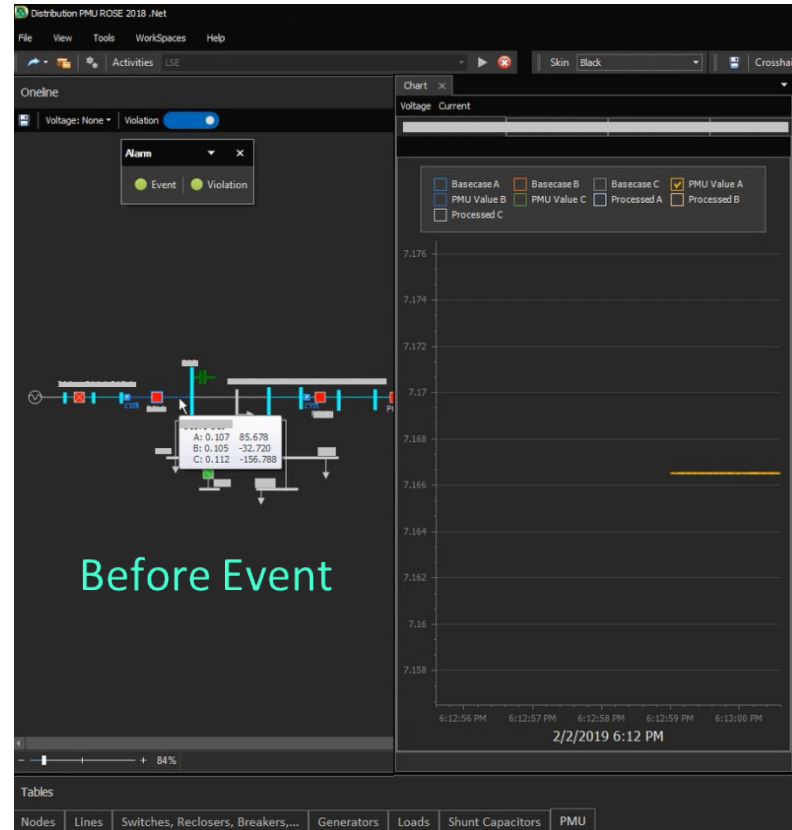 Distribution PMU ROSE 2018 .Net
File View Tools WorkSpaces Help
Activities LSE
Skin Black
Crosshai
Oneline
Voltage: None
Violation
Alarm
Event
Violation
A: 0.107 85.678
B: 0.105 -32.720
C: 0.112 -156.788
Before Event
84%
Chart
Voltage Current
Basecase A Basecase B Basecase C PMU Value A
PMU Value B PMU Value C Processed A Processed B
Processed C
7.176
7.174
7.172
7.17
7.168
7.166
7.164
7.162
7.16
7.158
6:12:56 PM 6:12:57 PM 6:12:58 PM 6:12:59 PM 6:13:00 PM
2/2/2019 6:12 PM
Tables
Nodes Lines Switches, Reclosers, Breakers,... Generators Loads Shunt Capacitors PMU